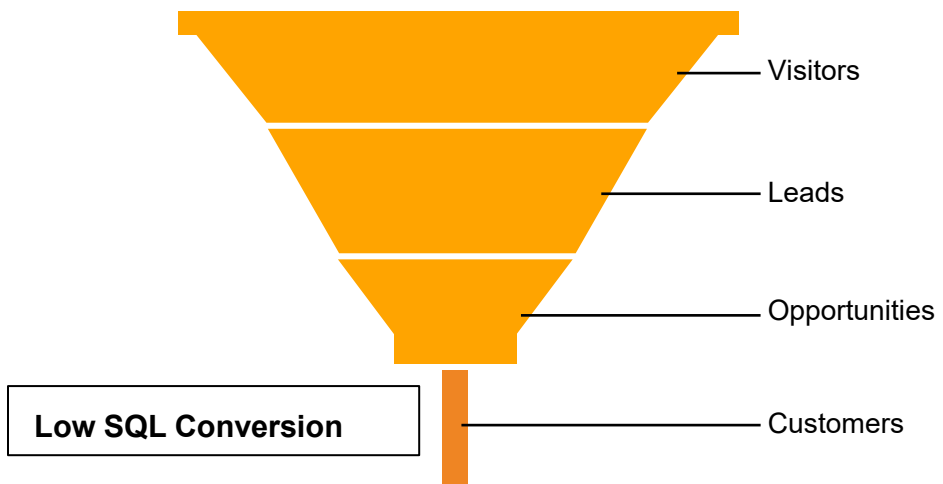 Visitors
Leads
Opportunities
Low SQL Conversion
Customers